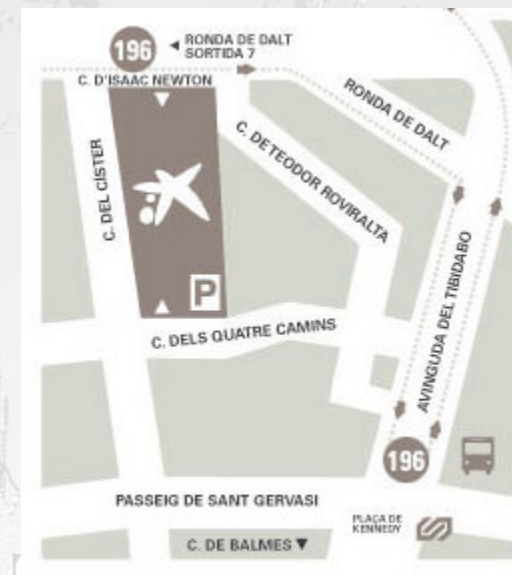 196
RONDA DE DALT
SORTIDA 7
C. D'ISAAC NEWTON
RONDA DE DALT
C. DE TEODOR ROVIRALTA
C. DEL CÍSTER
P
AVINGUDA DEL TIBIDABO
C. DELS QUATRE CAMINS
196
PASSEIG DE SANT GERVASI
PLAÇA DE
KENNEDY
C. DE BALMES